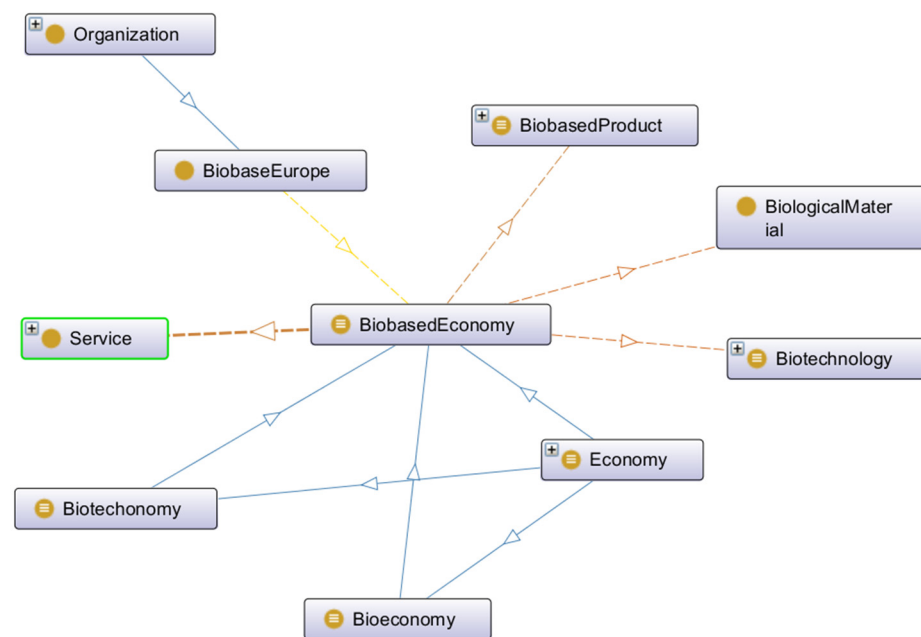 Organization
BiobasedProduct
BiobaseEurope
BiologicalMater
ial
BiobasedEconomy
Service
Biotechnology
Economy
Biotechonomy
Bioeconomy